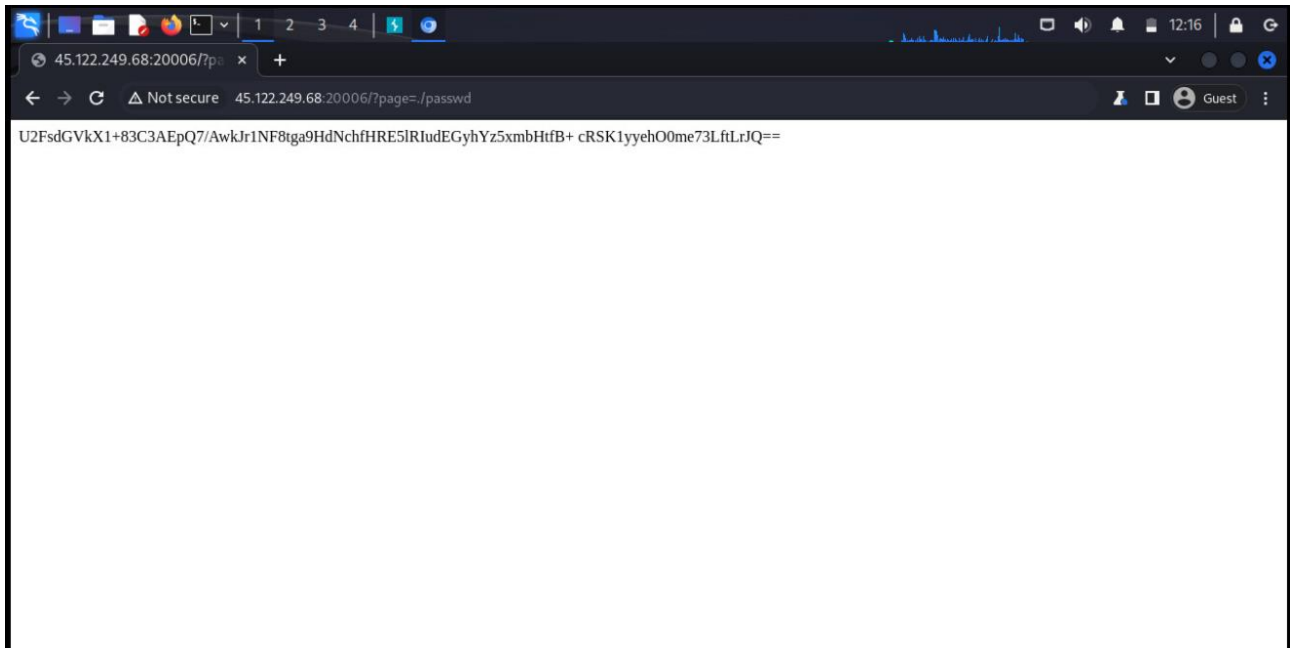 1 2 3 4 12:16
45.122.249.68:20006/?pa
Not secure 45.122.249.68:20006/?page=./passwd Guest
U2FsdGVkX1+83C3AEpQ7/AwkJr1NF8tga9HdNchfHRE5lRIudEGyhYz5xmbHtfB+ cRSK1yyehO0me73LftLrJQ==